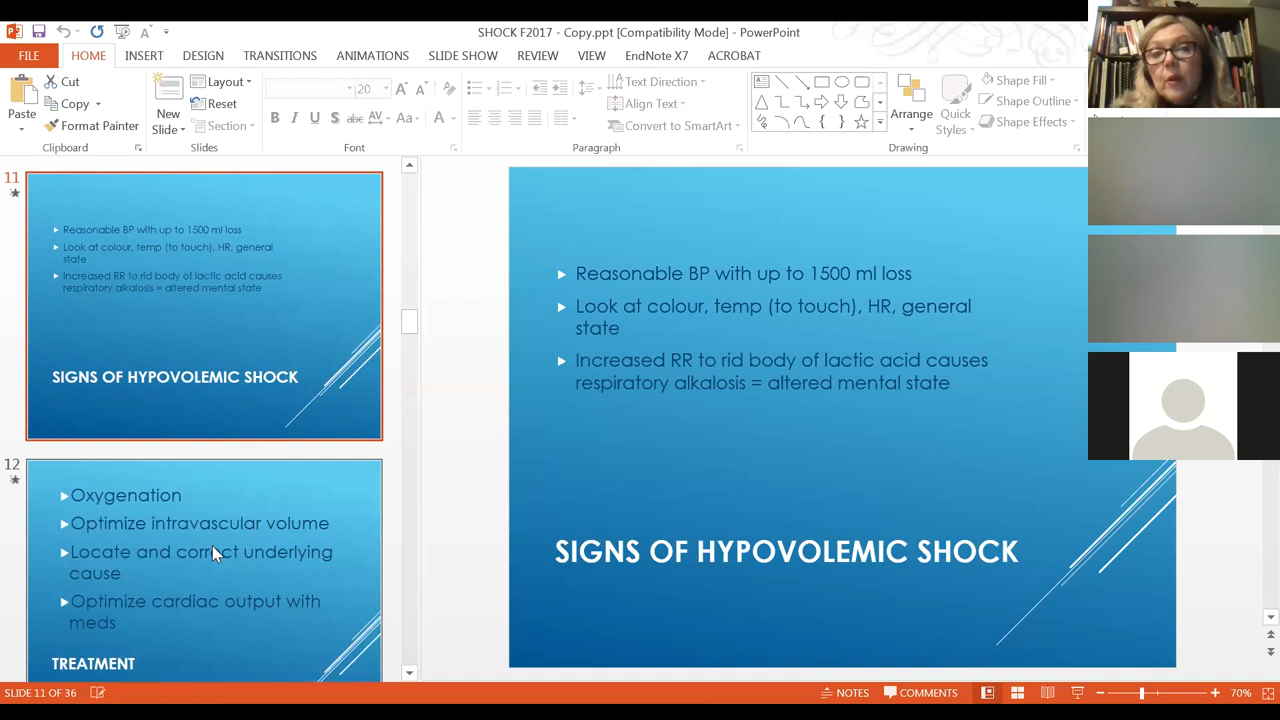 SHOCK F2017 - Copy.ppt [Compatibility Mode] - PowerPoint
FILE HOME INSERT DESIGN TRANSITIONS ANIMATIONS SLIDE SHOW REVIEW VIEW EndNote X7 ACROBAT
Paste
Cut
Copy
Format Painter
Clipboard
New
Slide
Layout
Reset
Section
Slides
20
B I U S abc AV Aa A
Font
Text Direction
Align Text
Convert to SmartArt
Paragraph
Arrange
Quick
Styles
Shape Fill
Shape Outline
Shape Effects
Drawing
11
Reasonable BP with up to 1500 ml loss
Look at colour, temp (to touch), HR, general
state
Increased RR to rid body of lactic acid causes
respiratory alkalosis = altered mental state
SIGNS OF HYPOVOLEMIC SHOCK
12
Oxygenation
Optimize intravascular volume
Locate and correct underlying
cause
Optimize cardiac output with
meds
TREATMENT
Reasonable BP with up to 1500 ml loss
Look at colour, temp (to touch), HR, general
state
Increased RR to rid body of lactic acid causes
respiratory alkalosis = altered mental state
SIGNS OF HYPOVOLEMIC SHOCK
SLIDE 11 OF 36
NOTES COMMENTS 70%